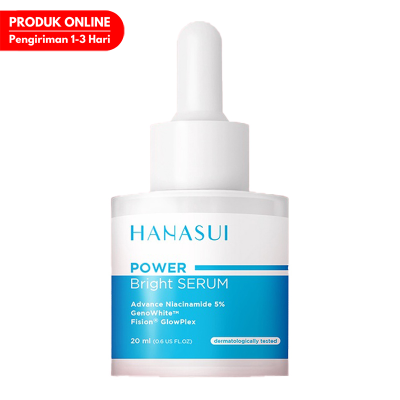 PRODUK ONLINE
Pengiriman 1-3 Hari
HANASUI
POWER
Bright SERUM
Advance Niacinamide 5%
GenoWhite™
Fision® GlowPlex
20 ml (0.6 US FL.OZ)
dermatologically tested